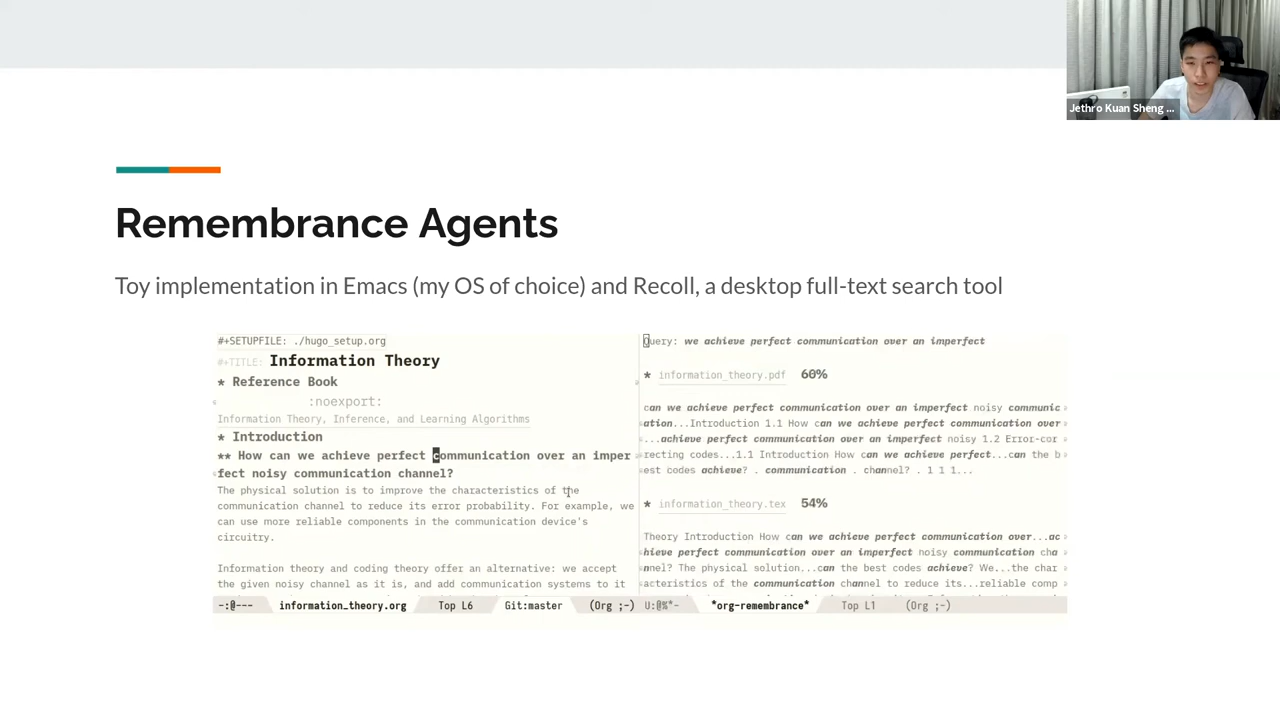 Jethro Kuan Sheng ...
Remembrance Agents
Toy implementation in Emacs (my OS of choice) and Recoll, a desktop full-text search tool
#+SETUPFILE: ./hugo_setup.org
#+TITLE: Information Theory
* Reference Book
:noexport:
Information Theory, Inference, and Learning Algorithms
* Introduction
** How can we achieve perfect communication over an imper
fect noisy communication channel?
The physical solution is to improve the characteristics of the
communication channel to reduce its error probability. For example, we
can use more reliable components in the communication device's
circuitry.
Information theory and coding theory offer an alternative: we accept
the given noisy channel as it is, and add communication systems to it
-:@--- information_theory.org Top L6 Git:master (Org ;-)
Query: we achieve perfect communication over an imperfect
* information_theory.pdf 60%
can we achieve perfect communication over an imperfect noisy communic
ation...Introduction 1.1 How can we achieve perfect communication over
...achieve perfect communication over an imperfect noisy 1.2 Error-cor
recting codes...1.1 Introduction How can we achieve perfect...can the b
est codes achieve? . communication . channel? . 1 1 1...
* information_theory.tex 54%
Theory Introduction How can we achieve perfect communication over...ac
hieve perfect communication over an imperfect noisy communication cha
nnel? The physical solution...can the best codes achieve? We...the char
acteristics of the communication channel to reduce its...reliable comp
U:@%*- *org-remembrance* Top L1 (Org ;-)